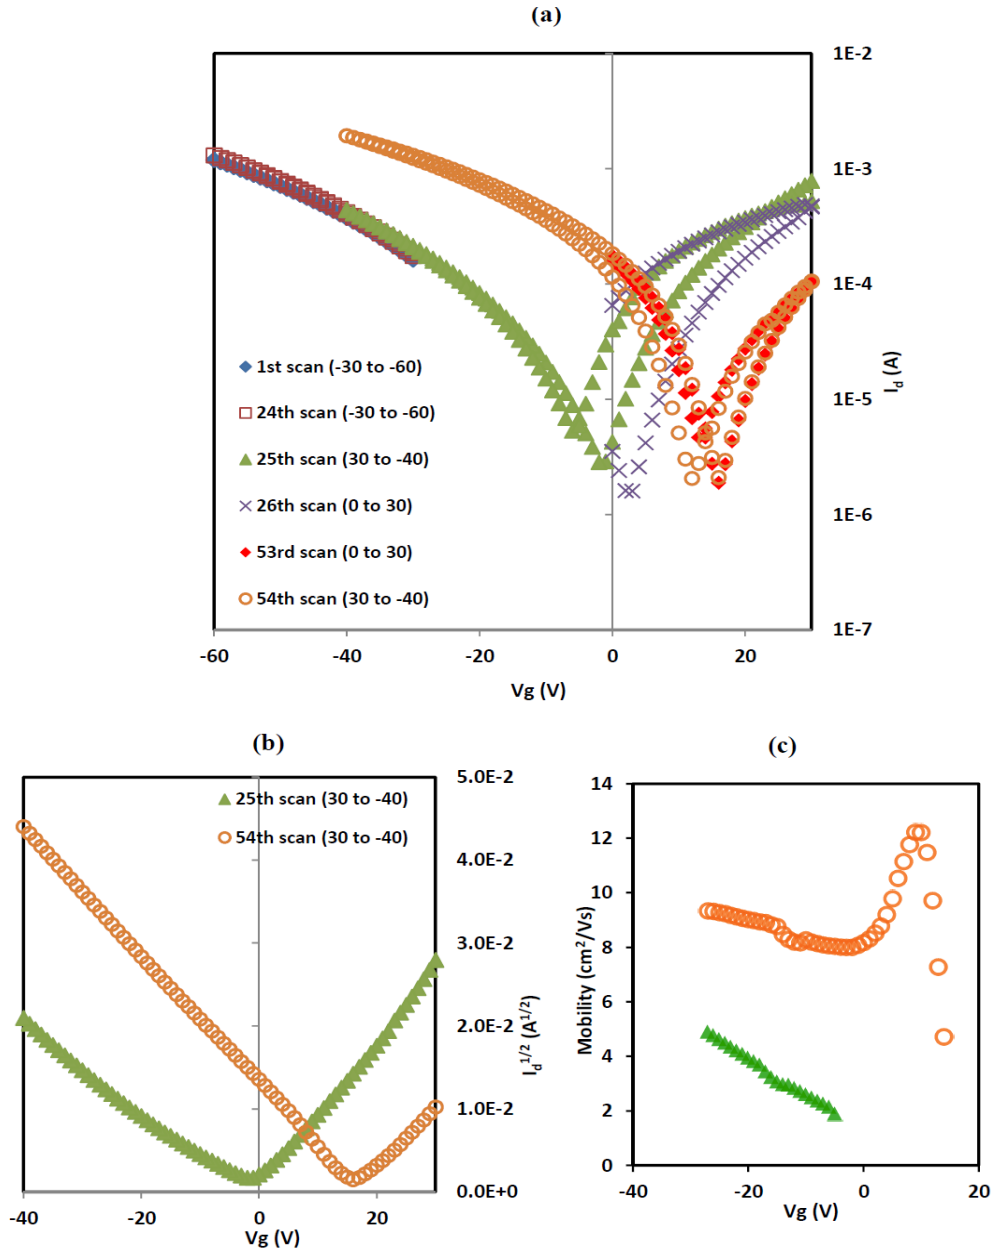 (a)
1E-2
1E-3
1E-4
1E-5
1E-6
1E-7
I_d (A)
1st scan (-30 to -60)
24th scan (-30 to -60)
25th scan (30 to -40)
26th scan (0 to 30)
53rd scan (0 to 30)
54th scan (30 to -40)
-60 -40 -20 0 20
Vg (V)
(b)
5.0E-2
4.0E-2
3.0E-2
2.0E-2
1.0E-2
0.0E+0
I_d^1/2 (A^1/2)
25th scan (30 to -40)
54th scan (30 to -40)
-40 -20 0 20
Vg (V)
(c)
14
12
10
8
6
4
2
0
Mobility (cm²/Vs)
-40 -20 0 20
Vg (V)